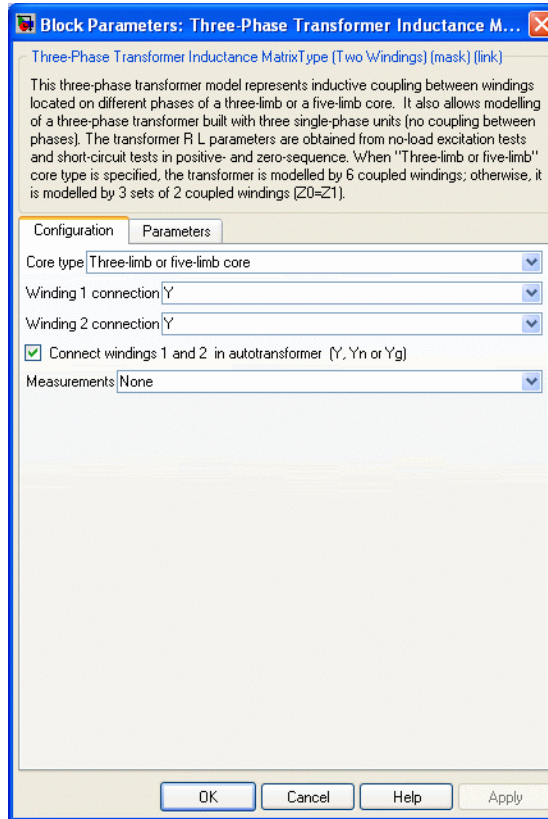 Block Parameters: Three-Phase Transformer Inductance M...
Three-Phase Transformer Inductance MatrixType (Two Windings) (mask) (link)
This three-phase transformer model represents inductive coupling between windings
located on different phases of a three-limb or a five-limb core. It also allows modelling
of a three-phase transformer built with three single-phase units (no coupling between
phases). The transformer R L parameters are obtained from no-load excitation tests
and short-circuit tests in positive- and zero-sequence. When "Three-limb or five-limb"
core type is specified, the transformer is modelled by 6 coupled windings; otherwise, it
is modelled by 3 sets of 2 coupled windings (Z0=Z1).
Configuration Parameters
Core type Three-limb or five-limb core
Winding 1 connection Y
Winding 2 connection Y
Connect windings 1 and 2 in autotransformer (Y, Yn or Yg)
Measurements None
OK Cancel Help Apply